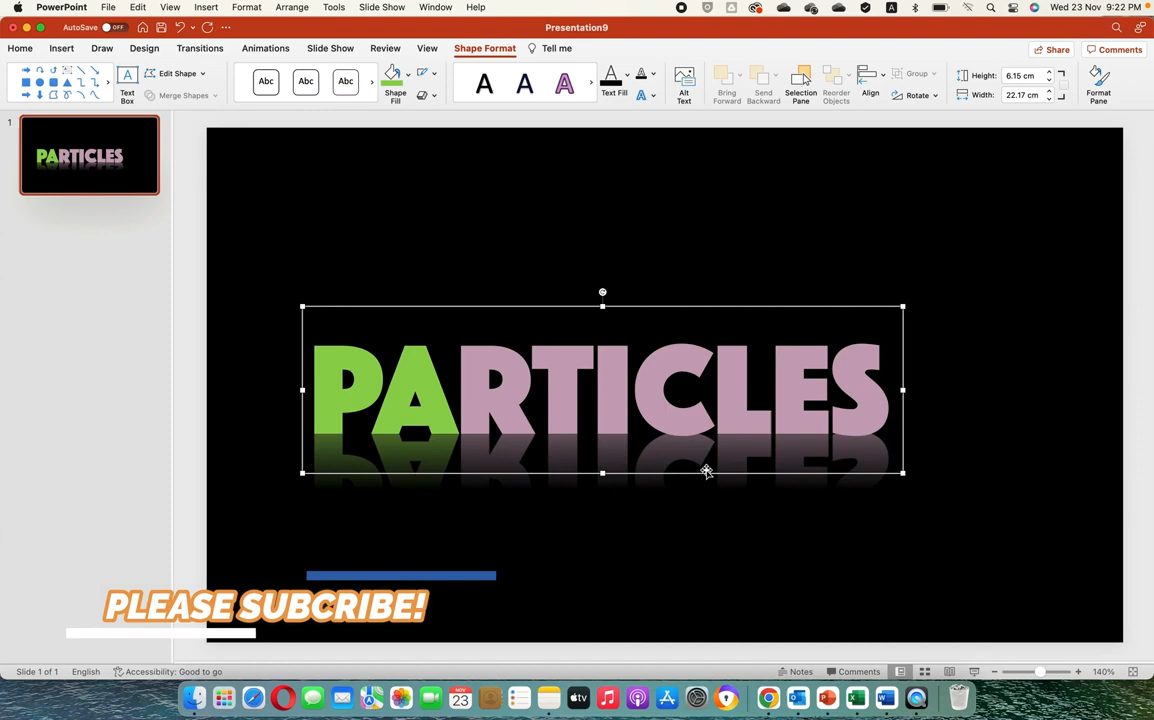 PowerPoint File Edit View Insert Format Arrange Tools Slide Show Window Help A Wed 23 Nov 9:22 PM
AutoSave OFF Presentation9
Home Insert Draw Design Transitions Animations Slide Show Review View Shape Format Tell me Share Comments
Text Box Edit Shape Merge Shapes Abc Abc Abc Shape Fill A A A Text Fill Alt Text Bring Forward Send Backward Selection Pane Reorder Objects Align Group Rotate Height: 6.15 cm Width: 22.17 cm Format Pane
1
PARTICLES
PARTICLES
PLEASE SUBCRIBE!
Slide 1 of 1 English Accessibility: Good to go Notes Comments 140%
NOV 23 tv